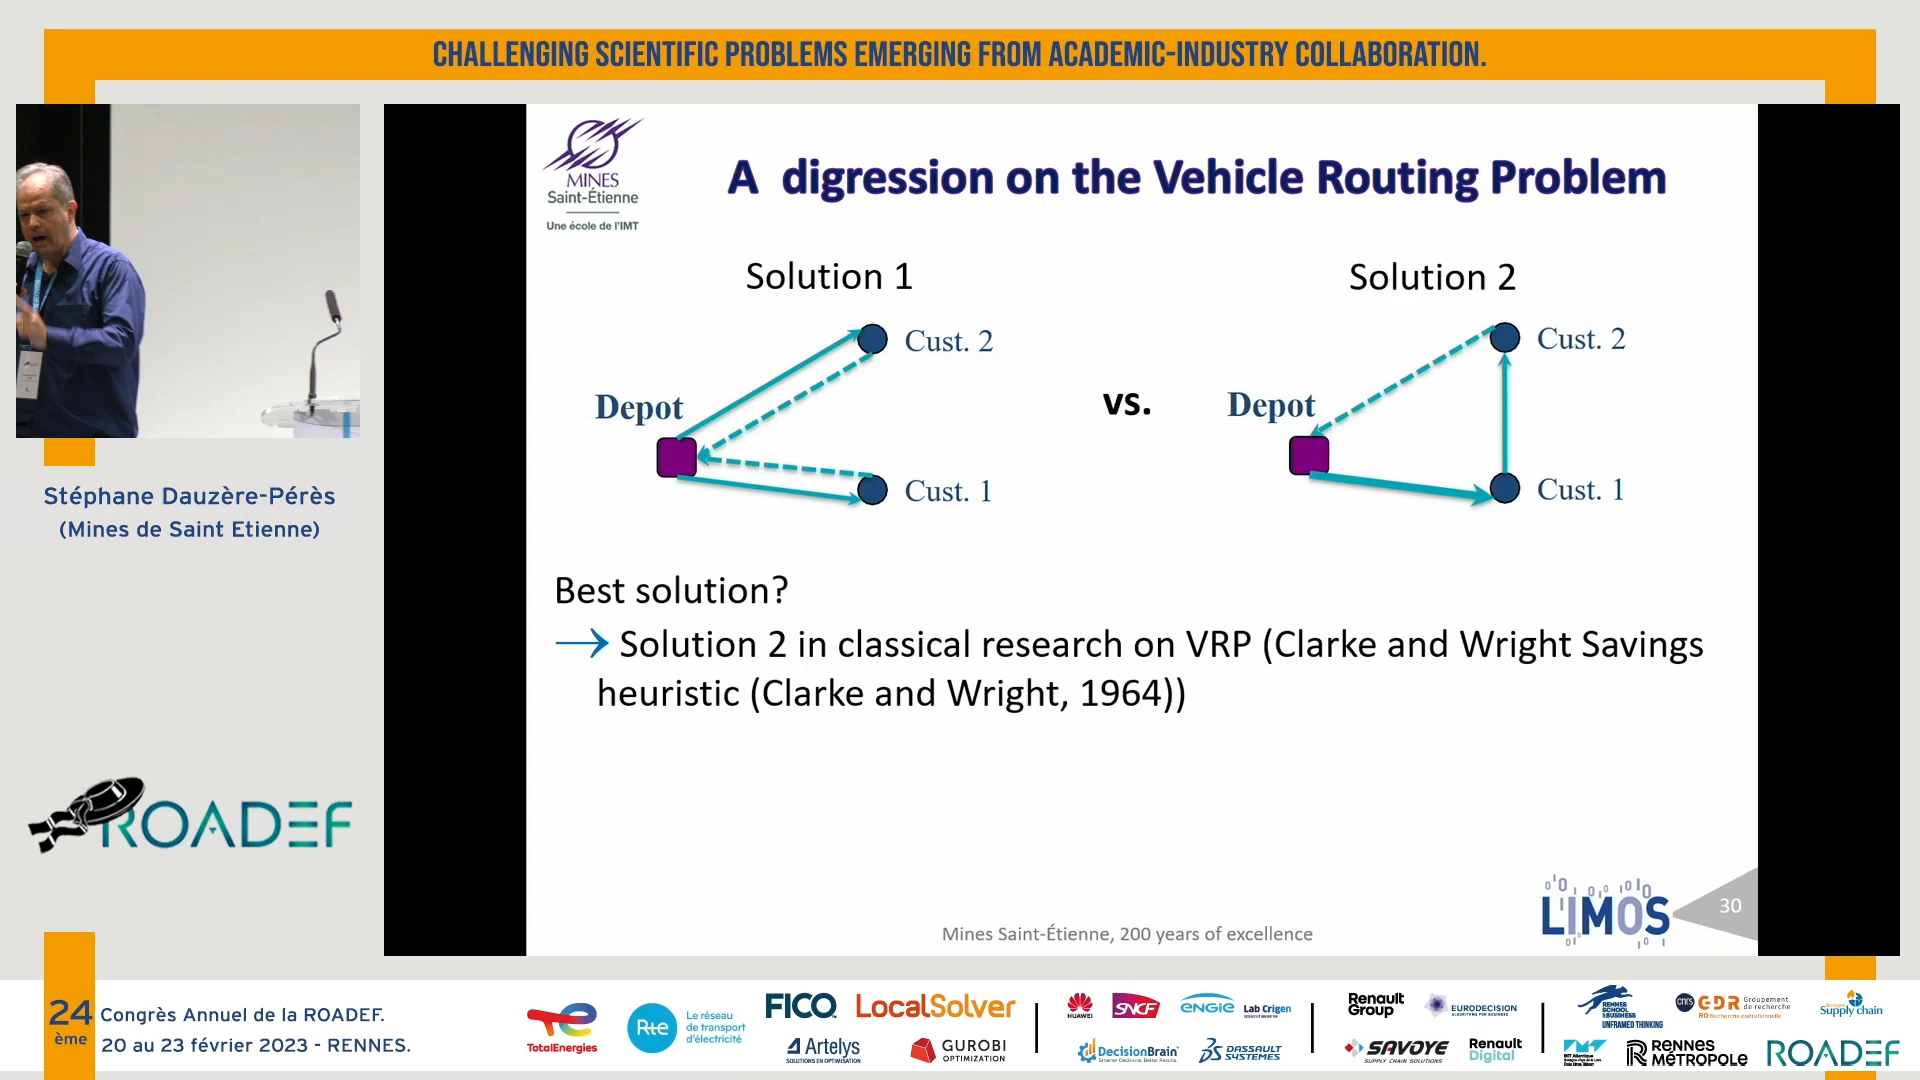 CHALLENGING SCIENTIFIC PROBLEMS EMERGING FROM ACADEMIC-INDUSTRY COLLABORATION.
MINES
Saint-Étienne
Une école de l'IMT
A digression on the Vehicle Routing Problem
Solution 1
Solution 2
Cust. 2
Depot
Cust. 1
vs.
Cust. 2
Depot
Cust. 1
Best solution?
→ Solution 2 in classical research on VRP (Clarke and Wright Savings
heuristic (Clarke and Wright, 1964))
Mines Saint-Étienne, 200 years of excellence
LIMOS
30
Stéphane Dauzère-Pérès
(Mines de Saint Etienne)
ROADEF
24
ème
Congrès Annuel de la ROADEF.
20 au 23 février 2023 - RENNES.
TotalEnergies
Rte
Le réseau
de transport
d'électricité
FICO
LocalSolver
Artelys
SOLUTIONS EN OPTIMISATION
GUROBI
OPTIMIZATION
HUAWEI
SNCF
ENGIE
Lab Crigen
DecisionBrain
DASSAULT
SYSTEMES
Renault
Group
EURODECISION
SAVOYE
SUPPLY CHAIN SOLUTIONS
Renault
Digital
RENNES
SCHOOL
OF BUSINESS
UNFRAMED THINKING
cnrs
GDR
RO
Groupement
de recherche
Recherche opérationnelle
Supply chain
IMT Atlantique
RENNES
MÉTROPOLE
ROADEF